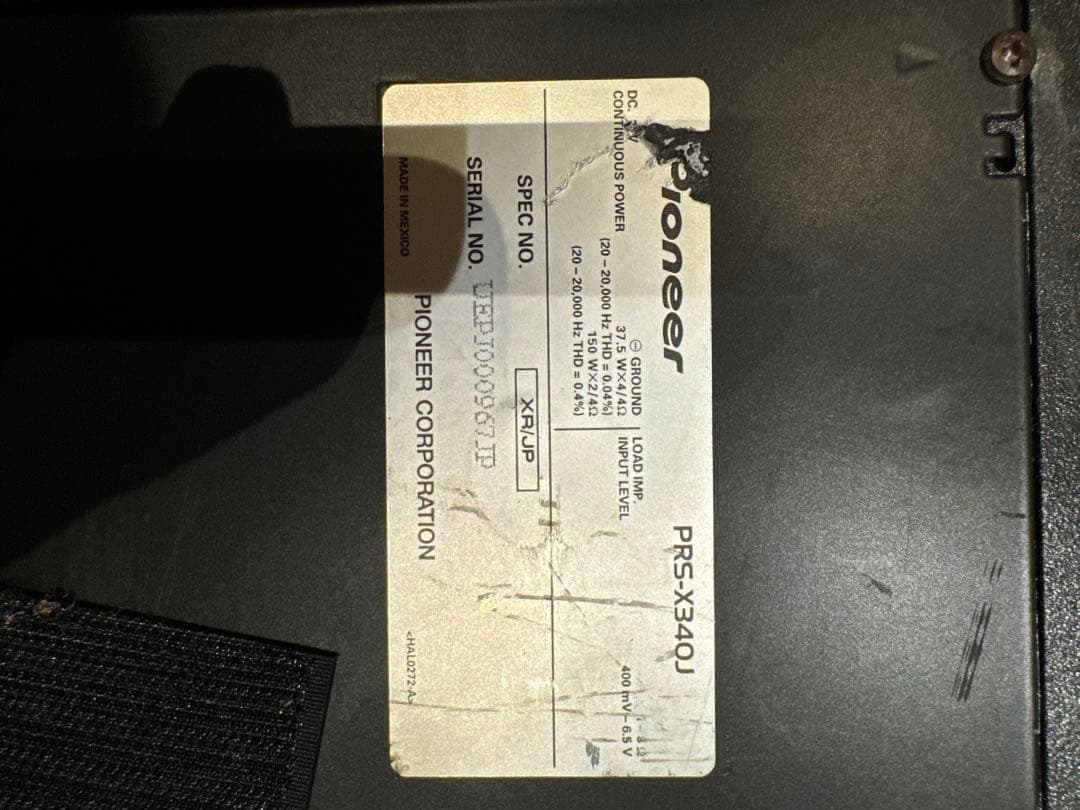 Pioneer PRS-X340J
DC. V ⊖ GROUND LOAD IMP. Ω
CONTINUOUS POWER 37.5 W×4/4Ω INPUT LEVEL 400 mV – 6.5 V
(20 – 20,000 Hz THD = 0.04%)
150 W×2/4Ω
(20 – 20,000 Hz THD = 0.4%)
SPEC NO. XR/JP
SERIAL NO. UEPJ000967JP
PIONEER CORPORATION
MADE IN MEXICO <HAL0272-A>